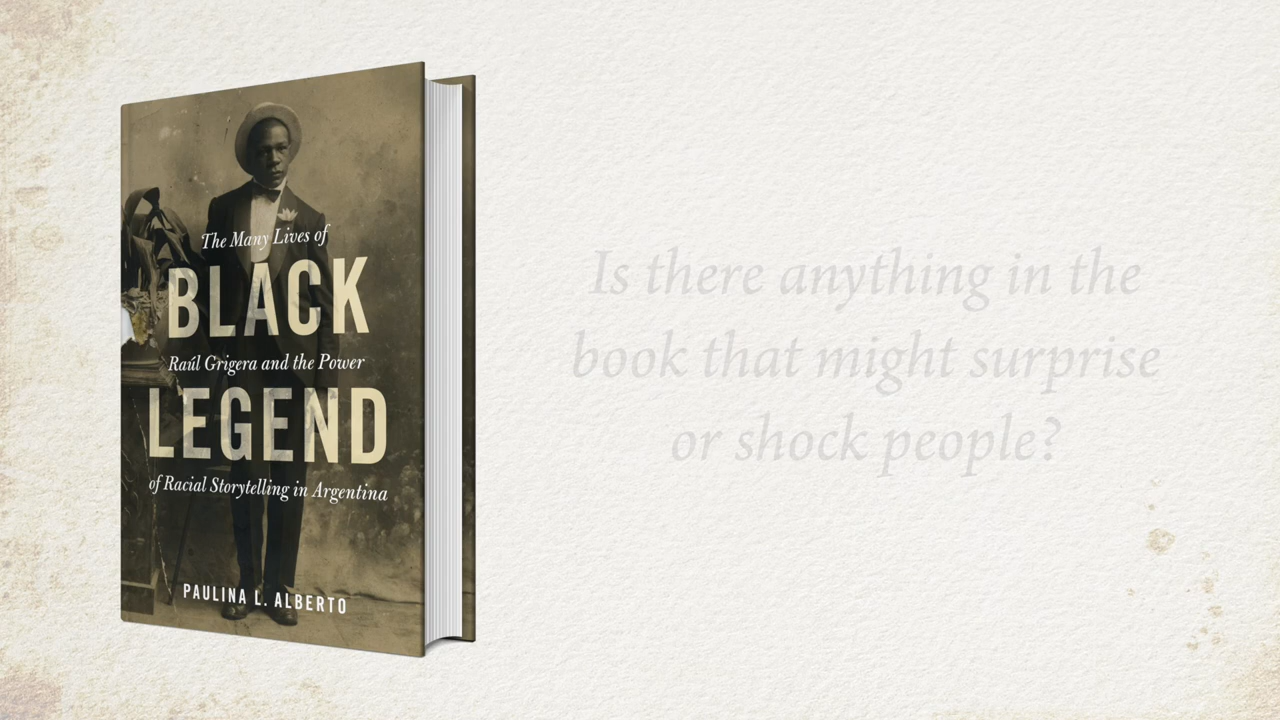 The Many Lives of
BLACK
Raúl Grigera and the Power
LEGEND
of Racial Storytelling in Argentina
PAULINA L. ALBERTO
Is there anything in the
book that might surprise
or shock people?